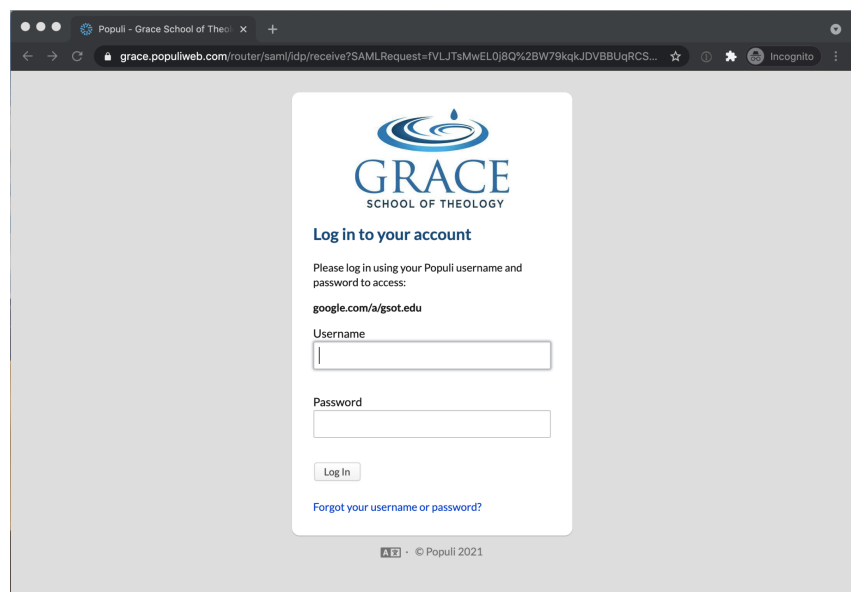 Populi - Grace School of Theol
grace.populiweb.com/router/saml/idp/receive?SAMLRequest=fVLJTsMwEL0j8Q%2BW79kqkJDVBBUqRCS...
Incognito
GRACE
SCHOOL OF THEOLOGY
Log in to your account
Please log in using your Populi username and
password to access:
google.com/a/gsot.edu
Username
Password
Log In
Forgot your username or password?
A文 · © Populi 2021